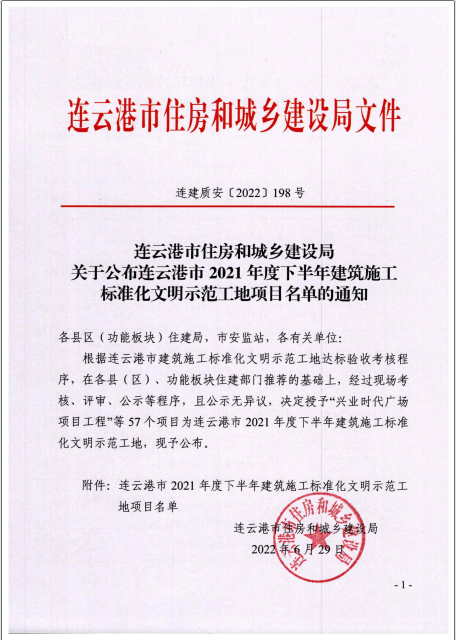 连云港市住房和城乡建设局文件
连建质安〔2022〕198 号
连云港市住房和城乡建设局
关于公布连云港市 2021 年度下半年建筑施工
标准化文明示范工地项目名单的通知
各县区（功能板块）住建局，市安监站，各有关单位：
根据连云港市建筑施工标准化文明示范工地达标验收考核程
序，在各县（区）、功能板块住建部门推荐的基础上，经过现场考
核、评审、公示等程序，且公示无异议，决定授予“兴业时代广场
项目工程”等 57 个项目为连云港市 2021 年度下半年建筑施工标准
化文明示范工地，现予公布。
附件：连云港市 2021 年度下半年建筑施工标准化文明示范工
地项目名单
连云港市住房和城乡建设局
2022 年 6 月 29 日
连云港市住房和城乡建设局
- 1 -